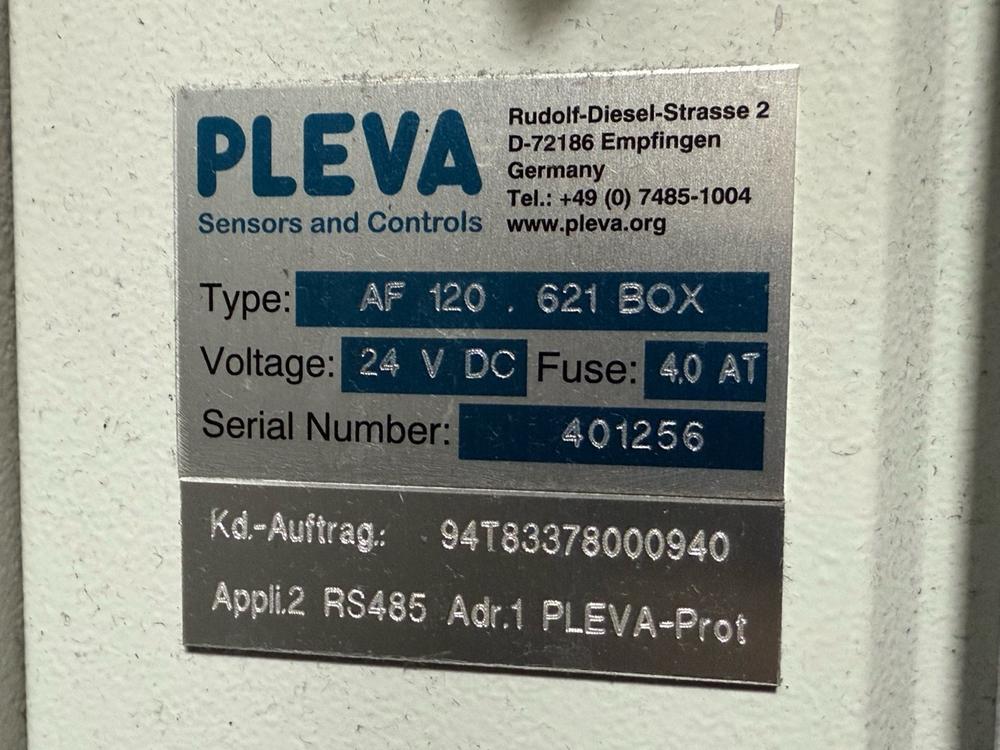 PLEVA
Sensors and Controls
Rudolf-Diesel-Strasse 2
D-72186 Empfingen
Germany
Tel.: +49 (0) 7485-1004
www.pleva.org
Type: AF 120 . 621 BOX
Voltage: 24 V DC Fuse: 4.0 AT
Serial Number: 401256
Kd.-Auftrag.: 94T83378000940
Appli.2 RS485 Adr.1 PLEVA-Prot